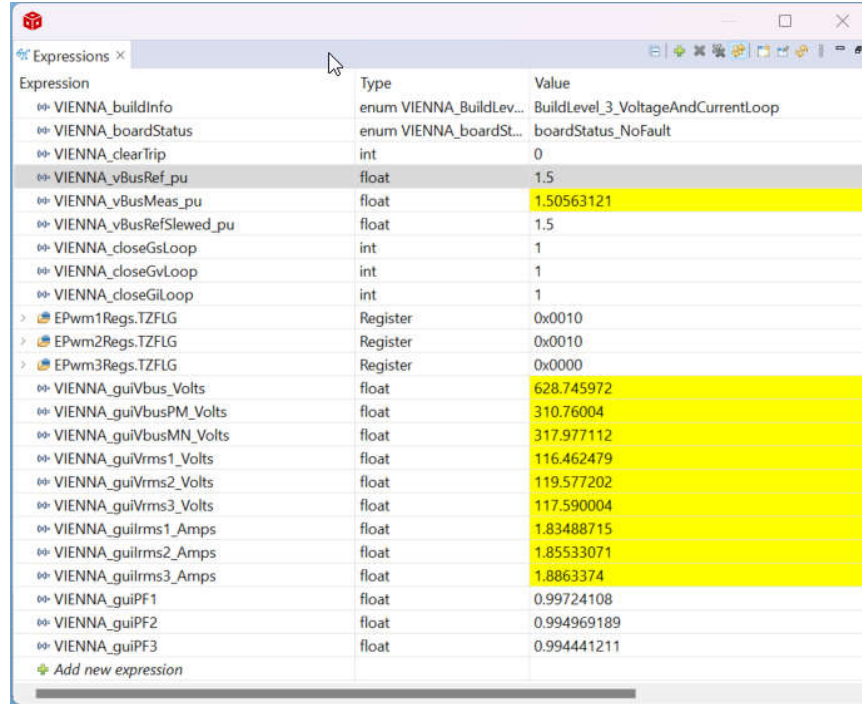 Expressions
Expression Type Value
VIENNA_buildInfo enum VIENNA_BuildLev... BuildLevel_3_VoltageAndCurrentLoop
VIENNA_boardStatus enum VIENNA_boardSt... boardStatus_NoFault
VIENNA_clearTrip int 0
VIENNA_vBusRef_pu float 1.5
VIENNA_vBusMeas_pu float 1.50563121
VIENNA_vBusRefSlewed_pu float 1.5
VIENNA_closeGsLoop int 1
VIENNA_closeGvLoop int 1
VIENNA_closeGiLoop int 1
EPwm1Regs.TZFLG Register 0x0010
EPwm2Regs.TZFLG Register 0x0010
EPwm3Regs.TZFLG Register 0x0000
VIENNA_guiVbus_Volts float 628.745972
VIENNA_guiVbusPM_Volts float 310.76004
VIENNA_guiVbusMN_Volts float 317.977112
VIENNA_guiVrms1_Volts float 116.462479
VIENNA_guiVrms2_Volts float 119.577202
VIENNA_guiVrms3_Volts float 117.590004
VIENNA_guiIrms1_Amps float 1.83488715
VIENNA_guiIrms2_Amps float 1.85533071
VIENNA_guiIrms3_Amps float 1.8863374
VIENNA_guiPF1 float 0.99724108
VIENNA_guiPF2 float 0.994969189
VIENNA_guiPF3 float 0.994441211
Add new expression